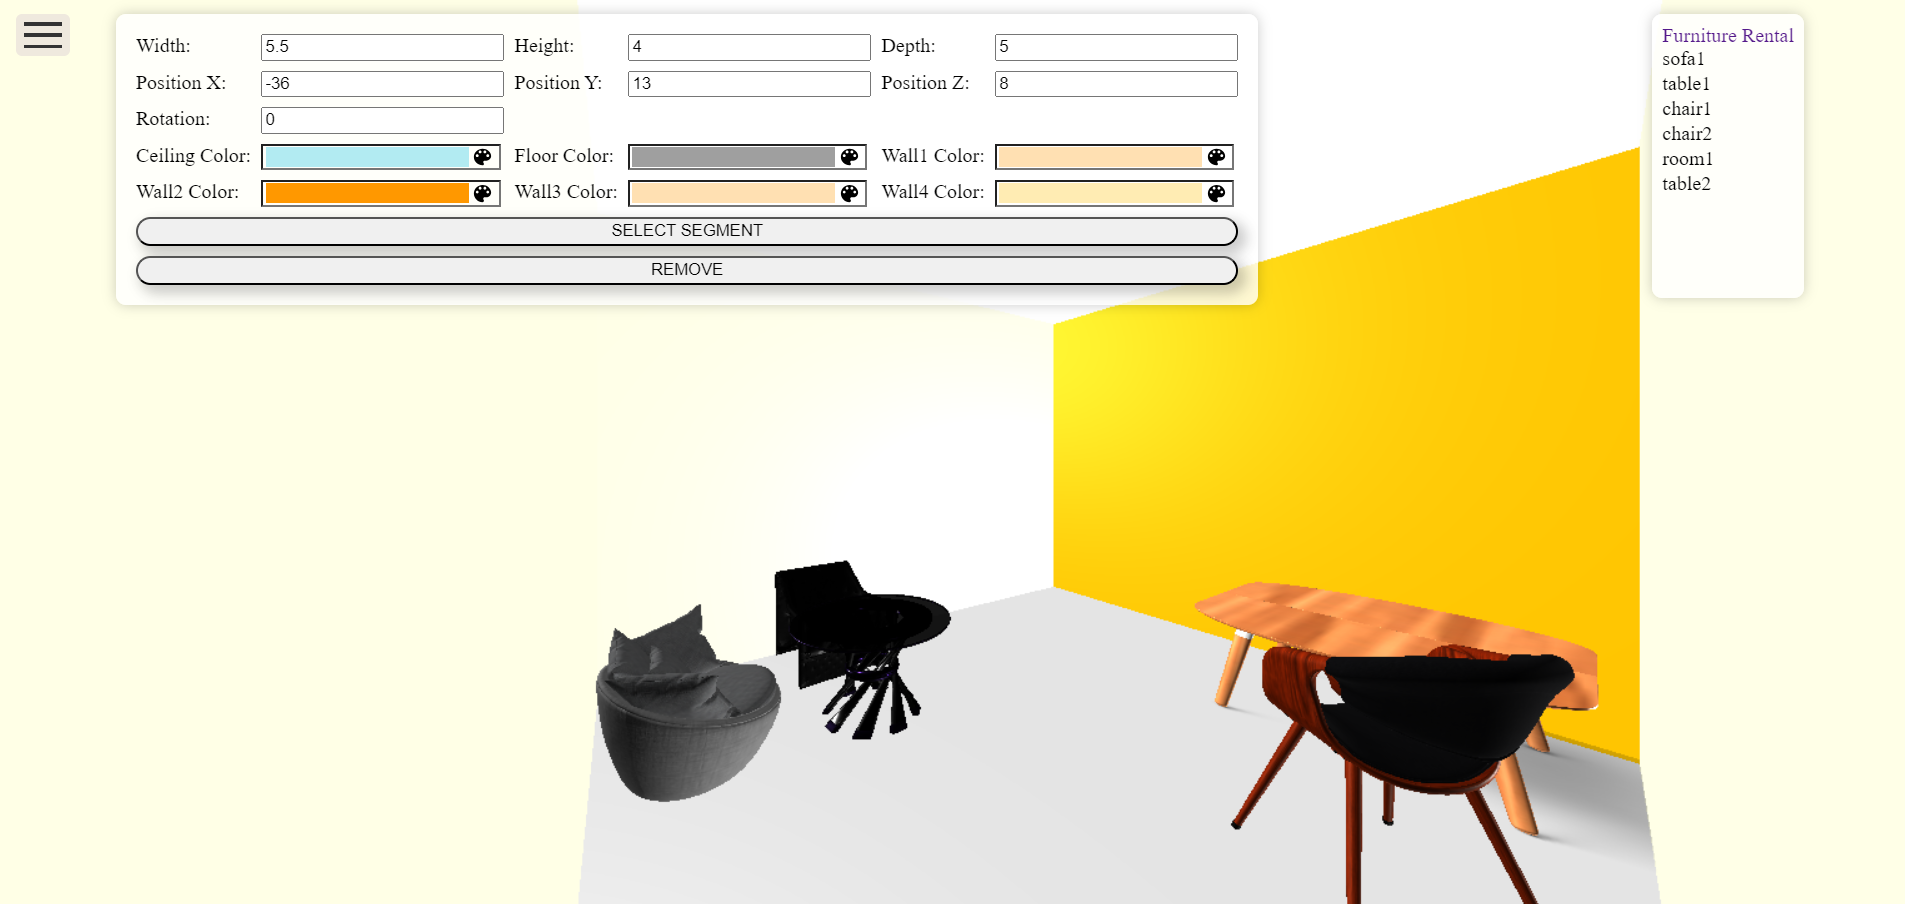 Width: 5.5 Height: 4 Depth: 5
Position X: -36 Position Y: 13 Position Z: 8
Rotation: 0
Ceiling Color: Floor Color: Wall1 Color:
Wall2 Color: Wall3 Color: Wall4 Color:
SELECT SEGMENT
REMOVE
Furniture Rental
sofa1
table1
chair1
chair2
room1
table2